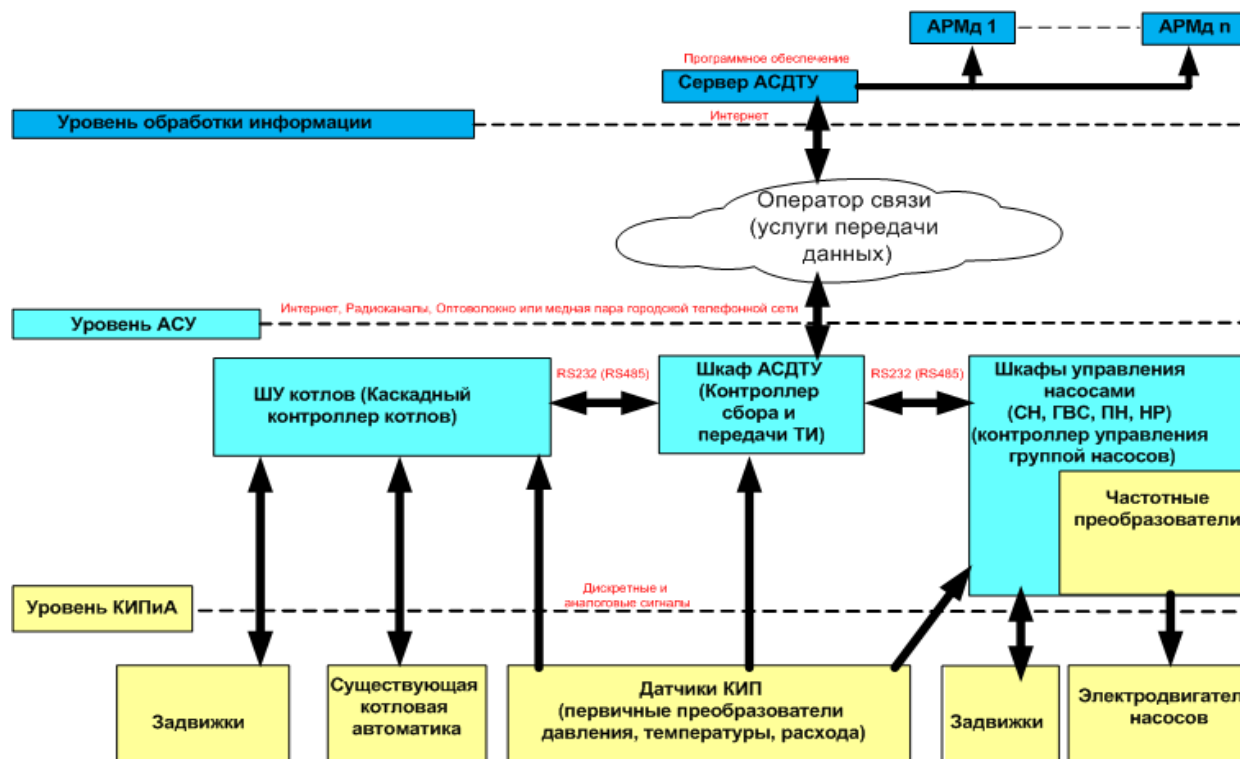 АРМд 1
АРМд n
Программное обеспечение
Сервер АСДТУ
Уровень обработки информации
Интернет
Оператор связи
(услуги передачи
данных)
Интернет, Радиоканалы, Оптоволокно или медная пара городской телефонной сети
Уровень АСУ
ШУ котлов (Каскадный
контроллер котлов)
RS232 (RS485)
Шкаф АСДТУ
(Контроллер
сбора и
передачи ТИ)
RS232 (RS485)
Шкафы управления
насосами
(СН, ГВС, ПН, НР)
(контроллер управления
группой насосов)
Частотные
преобразователи
Уровень КИПиА
Дискретные и
аналоговые сигналы
Задвижки
Существующая
котловая
автоматика
Датчики КИП
(первичные преобразователи
давления, температуры, расхода)
Задвижки
Электродвигател
насосов